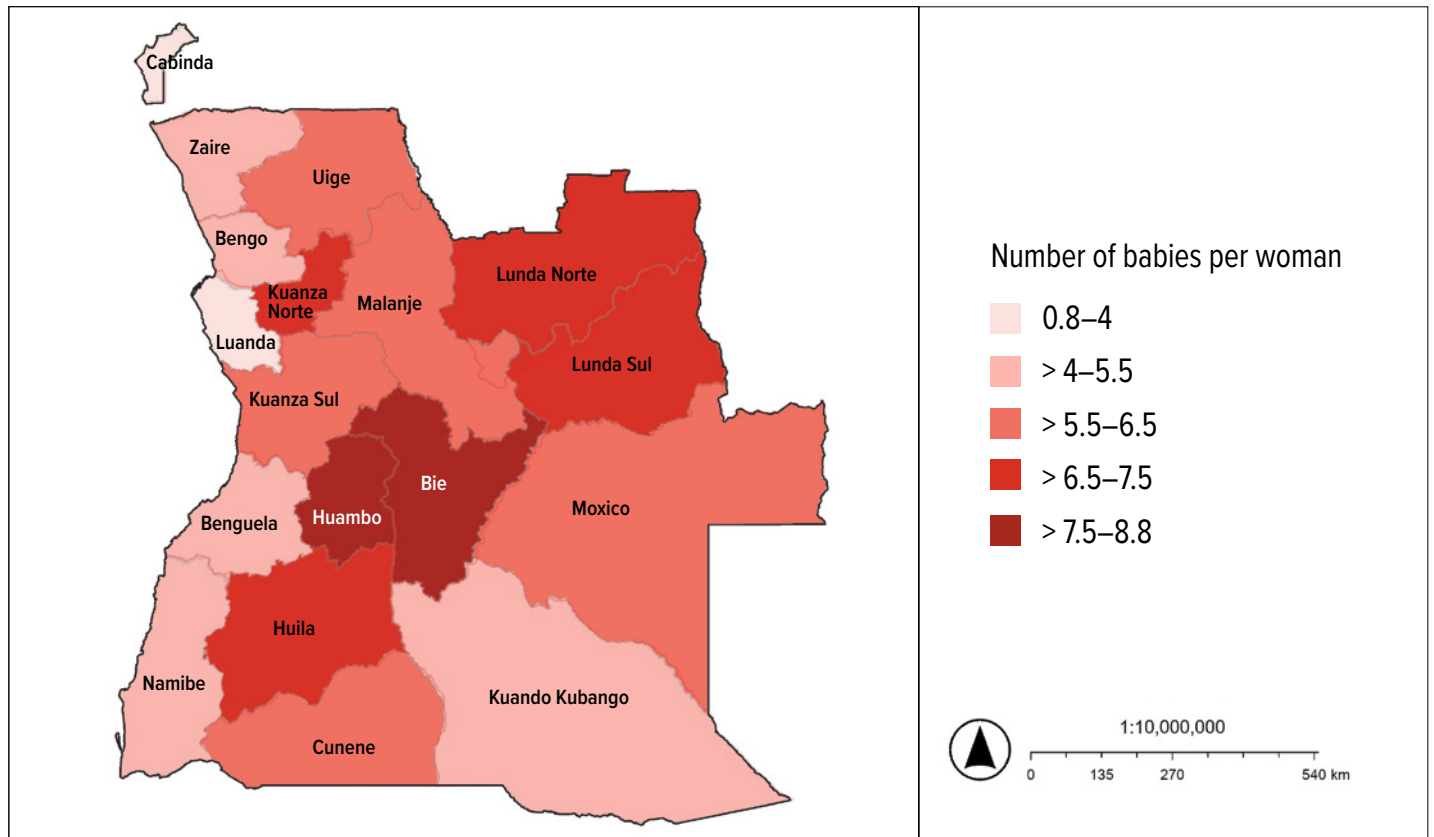 Cabinda
Zaire
Uige
Bengo
Lunda Norte
Kuanza
Norte
Malanje
Luanda
Lunda Sul
Kuanza Sul
Bie
Huambo
Moxico
Benguela
Huila
Namibe
Kuando Kubango
Cunene
Number of babies per woman
0.8–4
> 4–5.5
> 5.5–6.5
> 6.5–7.5
> 7.5–8.8
1:10,000,000
0 135 270 540 km